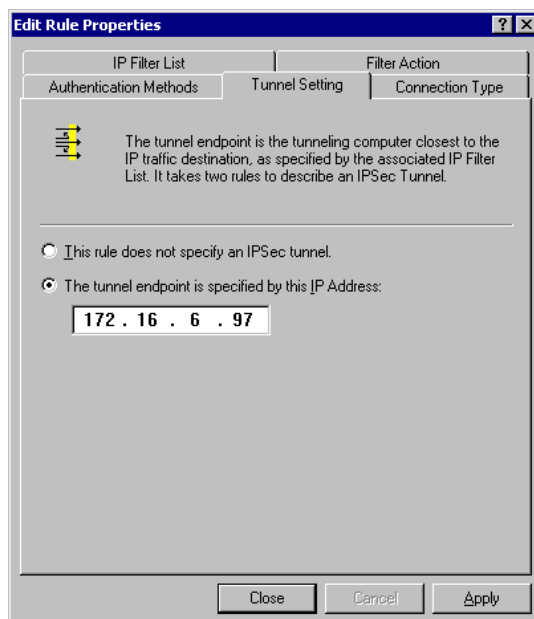 Edit Rule Properties
IP Filter List
Filter Action
Authentication Methods
Tunnel Setting
Connection Type
The tunnel endpoint is the tunneling computer closest to the
IP traffic destination, as specified by the associated IP Filter
List. It takes two rules to describe an IPSec Tunnel.
This rule does not specify an IPSec tunnel.
The tunnel endpoint is specified by this IP Address:
172 . 16 . 6 . 97
Close
Cancel
Apply